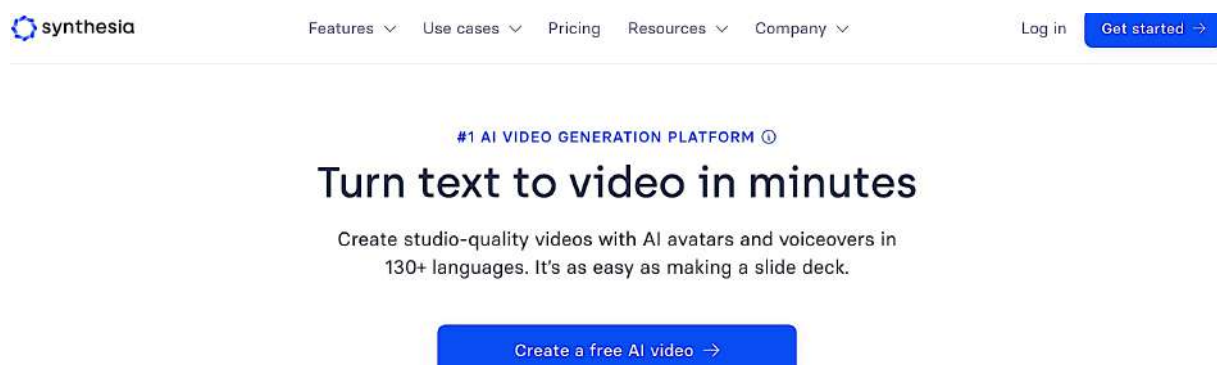 synthesia
Features Use cases Pricing Resources Company
Log in Get started →
#1 AI VIDEO GENERATION PLATFORM ⓘ
Turn text to video in minutes
Create studio-quality videos with AI avatars and voiceovers in
130+ languages. It's as easy as making a slide deck.
Create a free AI video →